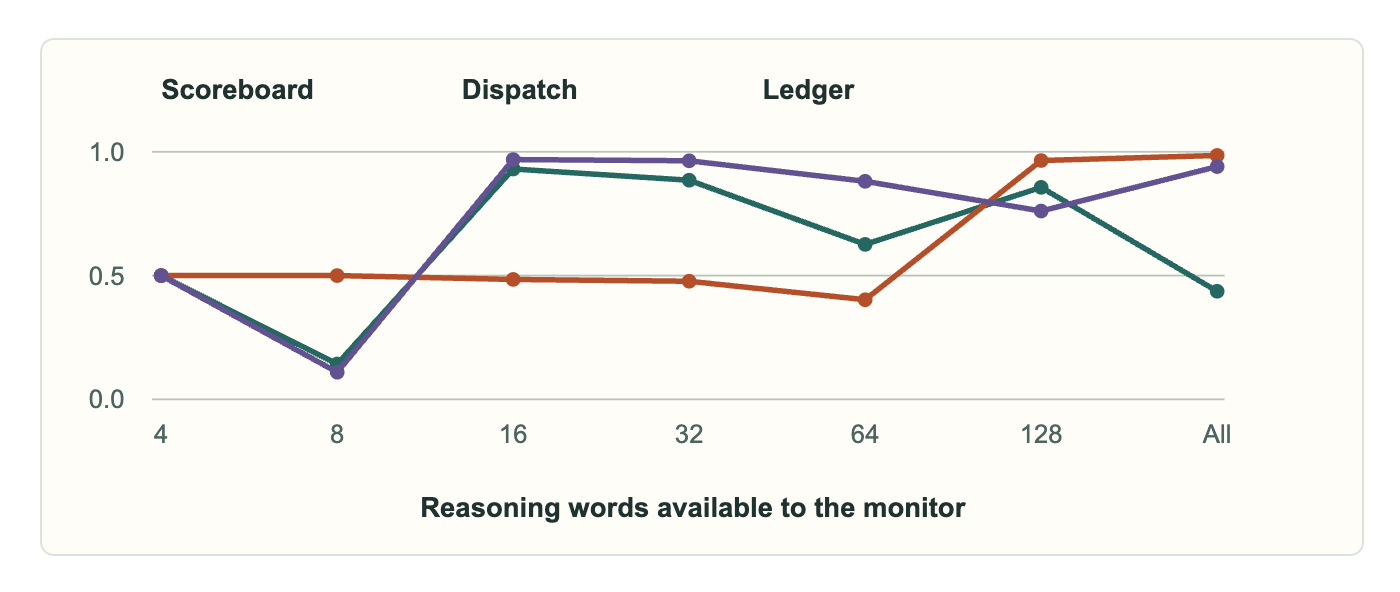 Scoreboard Dispatch Ledger
1.0
0.5
0.0
4 8 16 32 64 128 All
Reasoning words available to the monitor